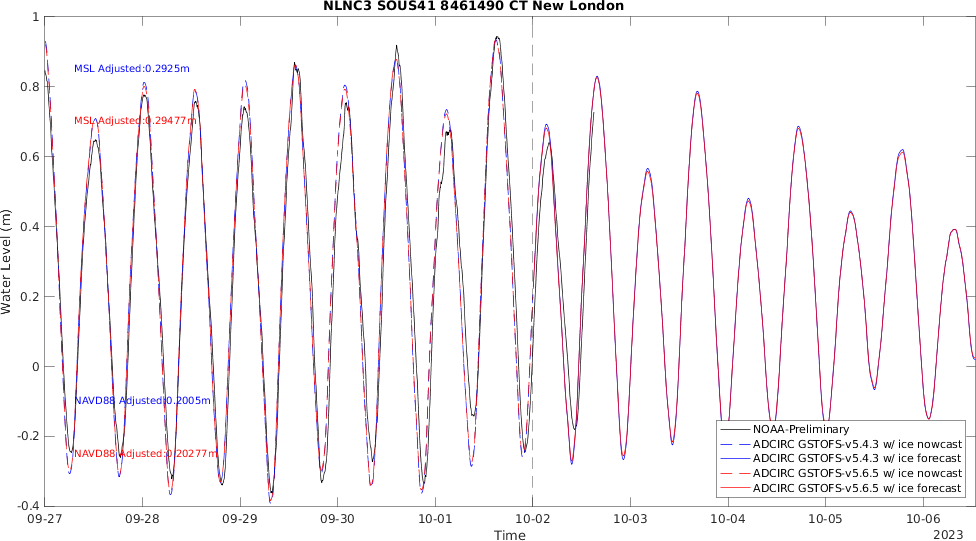 NLNC3 SOUS41 8461490 CT New London
1
0.8
0.6
0.4
0.2
0
-0.2
-0.4
Water Level (m)
MSL Adjusted:0.2925m
MSL Adjusted:0.29477m
NAVD88 Adjusted:0.2005m
NAVD88 Adjusted:0.20277m
NOAA-Preliminary
ADCIRC GSTOFS-v5.4.3 w/ ice nowcast
ADCIRC GSTOFS-v5.4.3 w/ ice forecast
ADCIRC GSTOFS-v5.6.5 w/ ice nowcast
ADCIRC GSTOFS-v5.6.5 w/ ice forecast
09-27 09-28 09-29 09-30 10-01 10-02 10-03 10-04 10-05 10-06
Time
2023